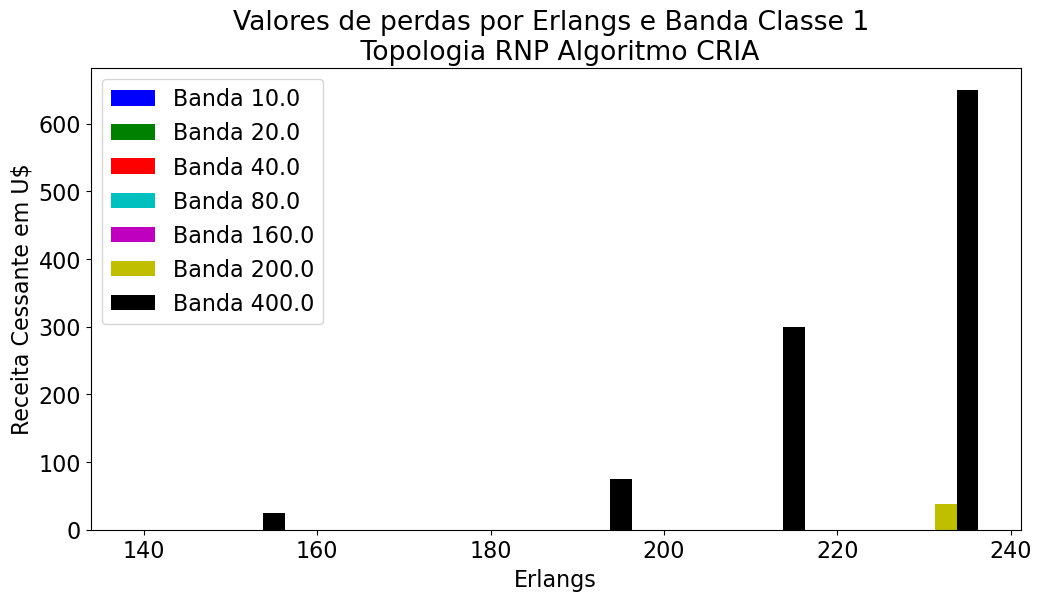 Valores de perdas por Erlangs e Banda Classe 1
Topologia RNP Algoritmo CRIA
Banda 10.0
Banda 20.0
Banda 40.0
Banda 80.0
Banda 160.0
Banda 200.0
Banda 400.0
Receita Cessante em U$
600
500
400
300
200
100
0
140 160 180 200 220 240
Erlangs